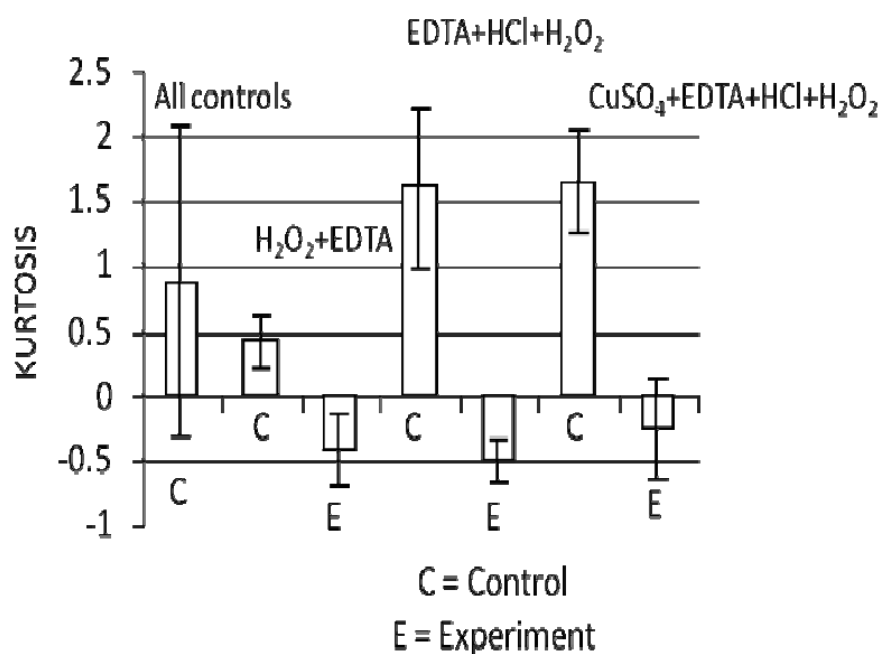 EDTA+HCl+H₂O₂
All controls
CuSO₄+EDTA+HCl+H₂O₂
H₂O₂+EDTA
KURTOSIS
2.5
2
1.5
1
0.5
0
-0.5
-1
C
C
E
C
E
C
E
C = Control
E = Experiment